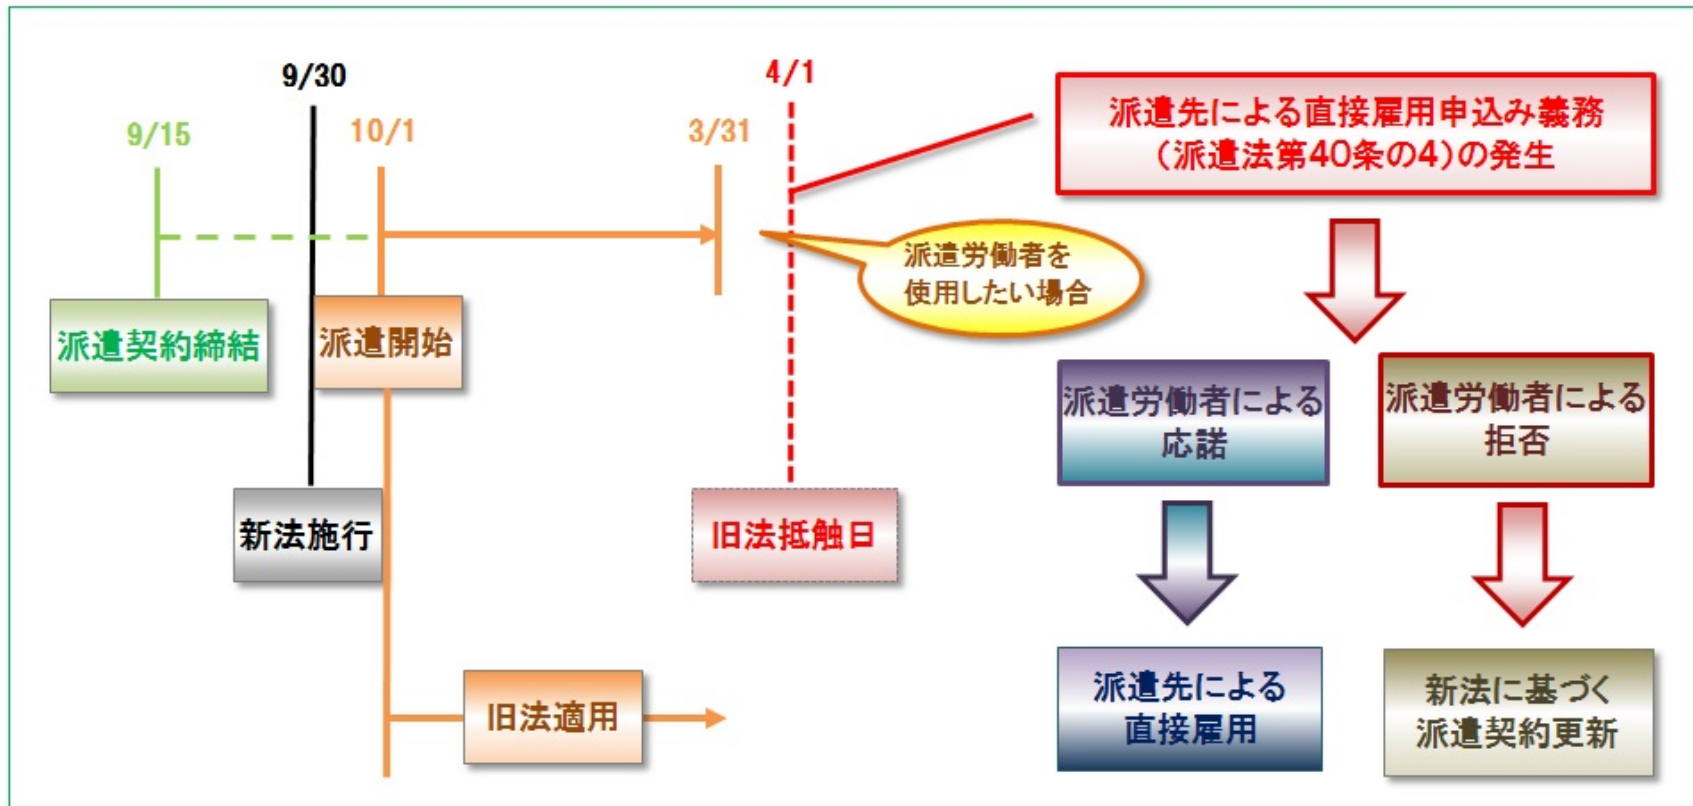 9/15
9/30
10/1
3/31
4/1
派遣契約締結
派遣開始
新法施行
旧法適用
旧法抵触日
派遣労働者を
使用したい場合
派遣先による直接雇用申込み義務
（派遣法第40条の4）の発生
派遣労働者による
応諾
派遣労働者による
拒否
派遣先による
直接雇用
新法に基づく
派遣契約更新